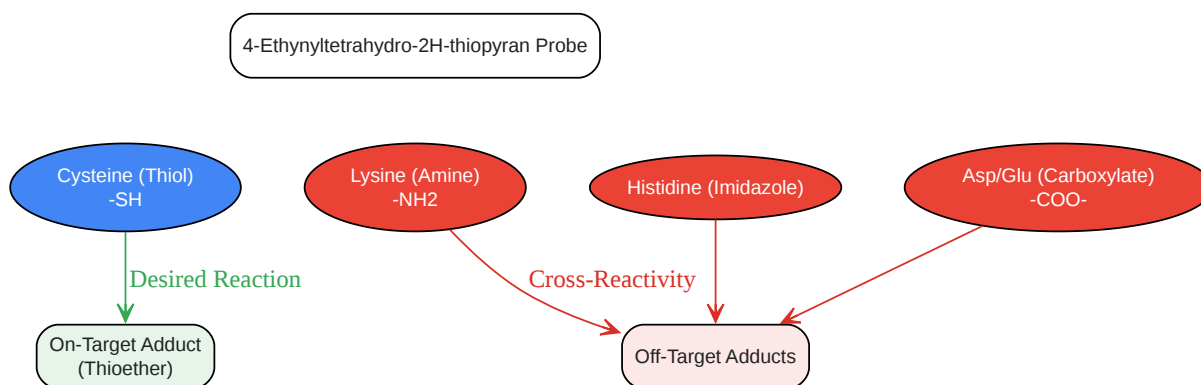 4-Ethynyltetrahydro-2H-thiopyran Probe
Cysteine (Thiol)
-SH
Lysine (Amine)
-NH2
Histidine (Imidazole)
Asp/Glu (Carboxylate)
-COO-
Desired Reaction
Cross-Reactivity
On-Target Adduct
(Thioether)
Off-Target Adducts